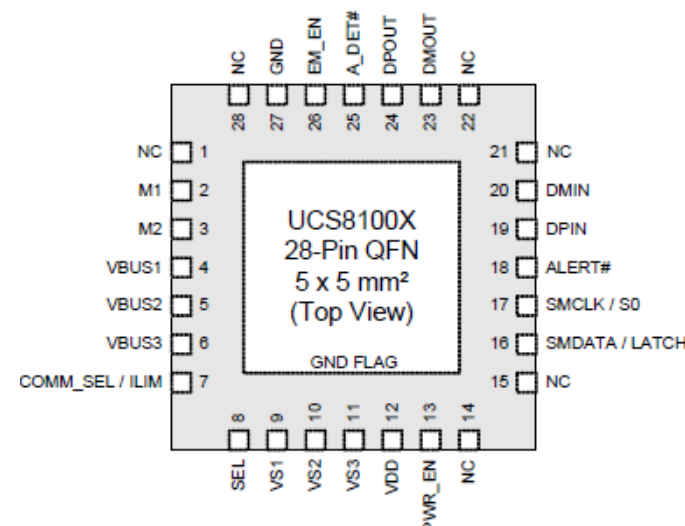 NC
GND
EM_EN
A_DET#
DPOUT
DMOUT
NC
28
27
26
25
24
23
22
NC 1
M1 2
M2 3
VBUS1 4
VBUS2 5
VBUS3 6
COMM_SEL / ILIM 7
UCS8100X
28-Pin QFN
5 x 5 mm²
(Top View)
GND FLAG
21 NC
20 DMIN
19 DPIN
18 ALERT#
17 SMCLK / S0
16 SMDATA / LATCH
15 NC
8
9
10
11
12
13
14
SEL
VS1
VS2
VS3
VDD
PWR_EN
NC